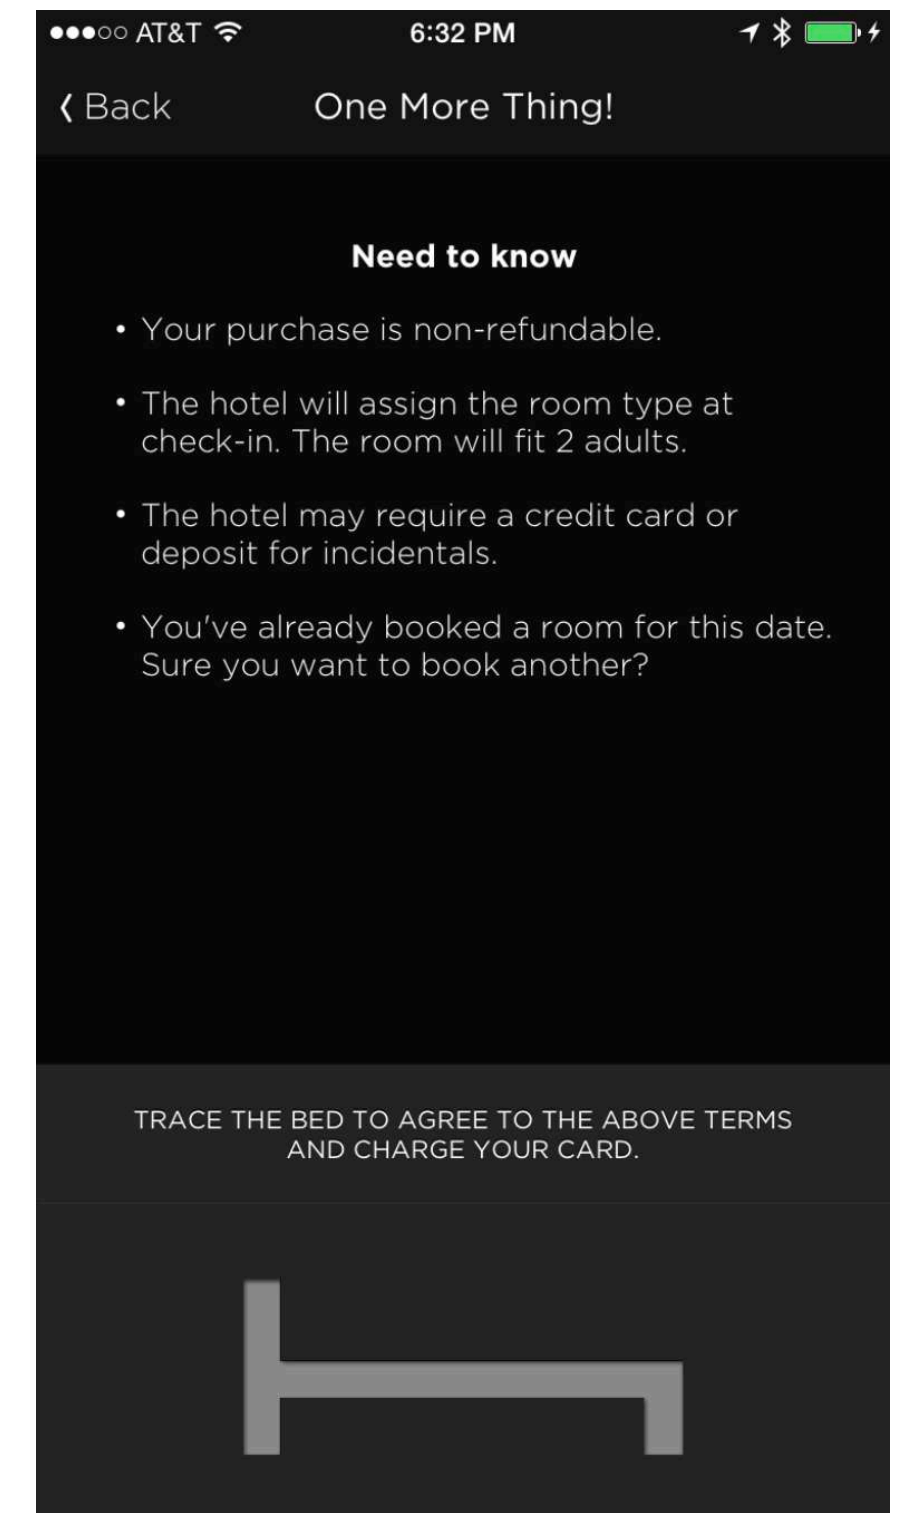 AT&T 6:32 PM
Back One More Thing!
Need to know
• Your purchase is non-refundable.
• The hotel will assign the room type at
check-in. The room will fit 2 adults.
• The hotel may require a credit card or
deposit for incidentals.
• You've already booked a room for this date.
Sure you want to book another?
TRACE THE BED TO AGREE TO THE ABOVE TERMS
AND CHARGE YOUR CARD.